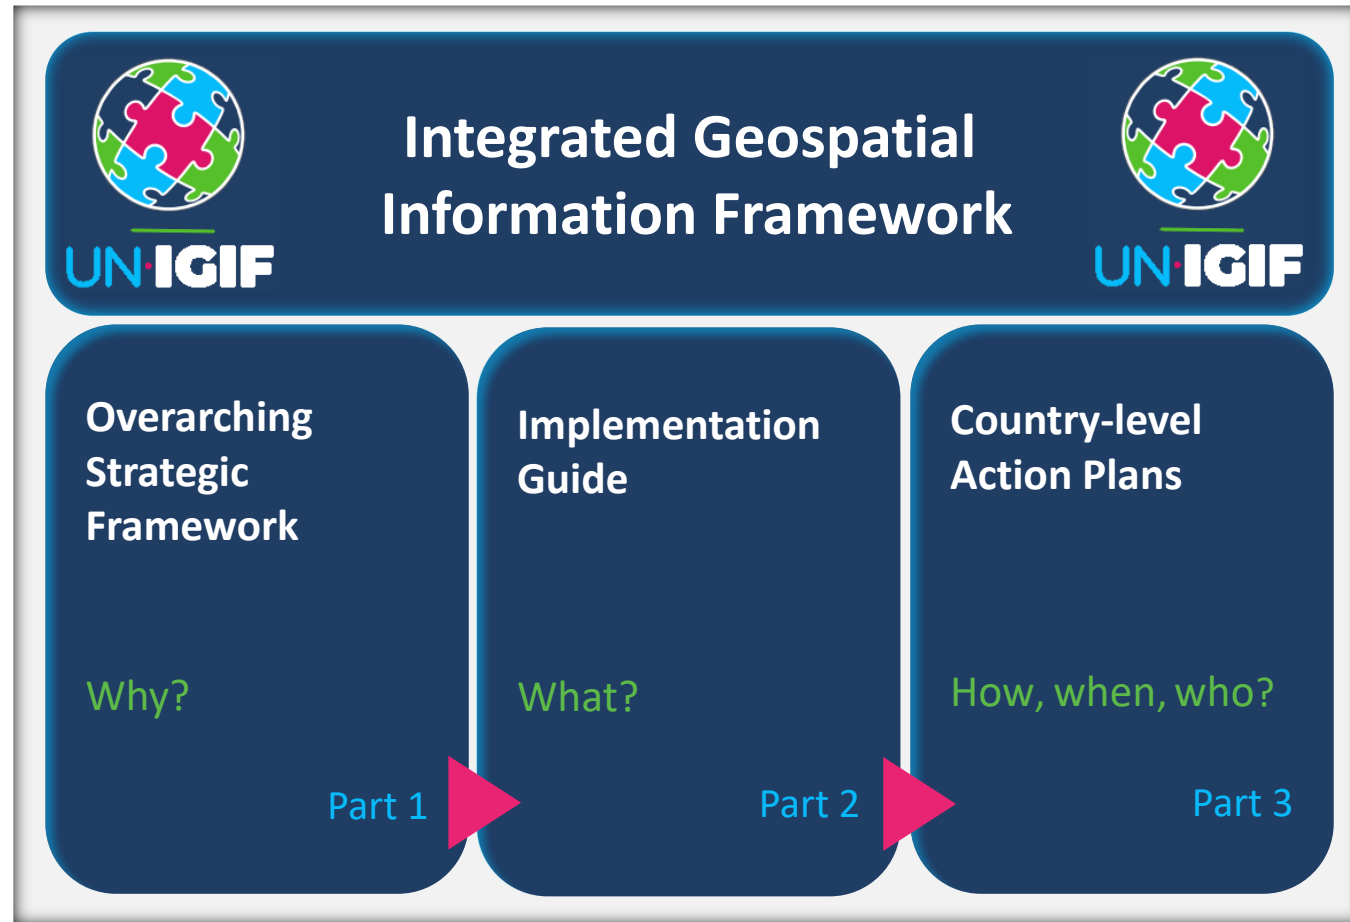 Integrated Geospatial
Information Framework
UN·IGIF
UN·IGIF
Overarching
Strategic
Framework
Why?
Part 1
Implementation
Guide
What?
Part 2
Country-level
Action Plans
How, when, who?
Part 3